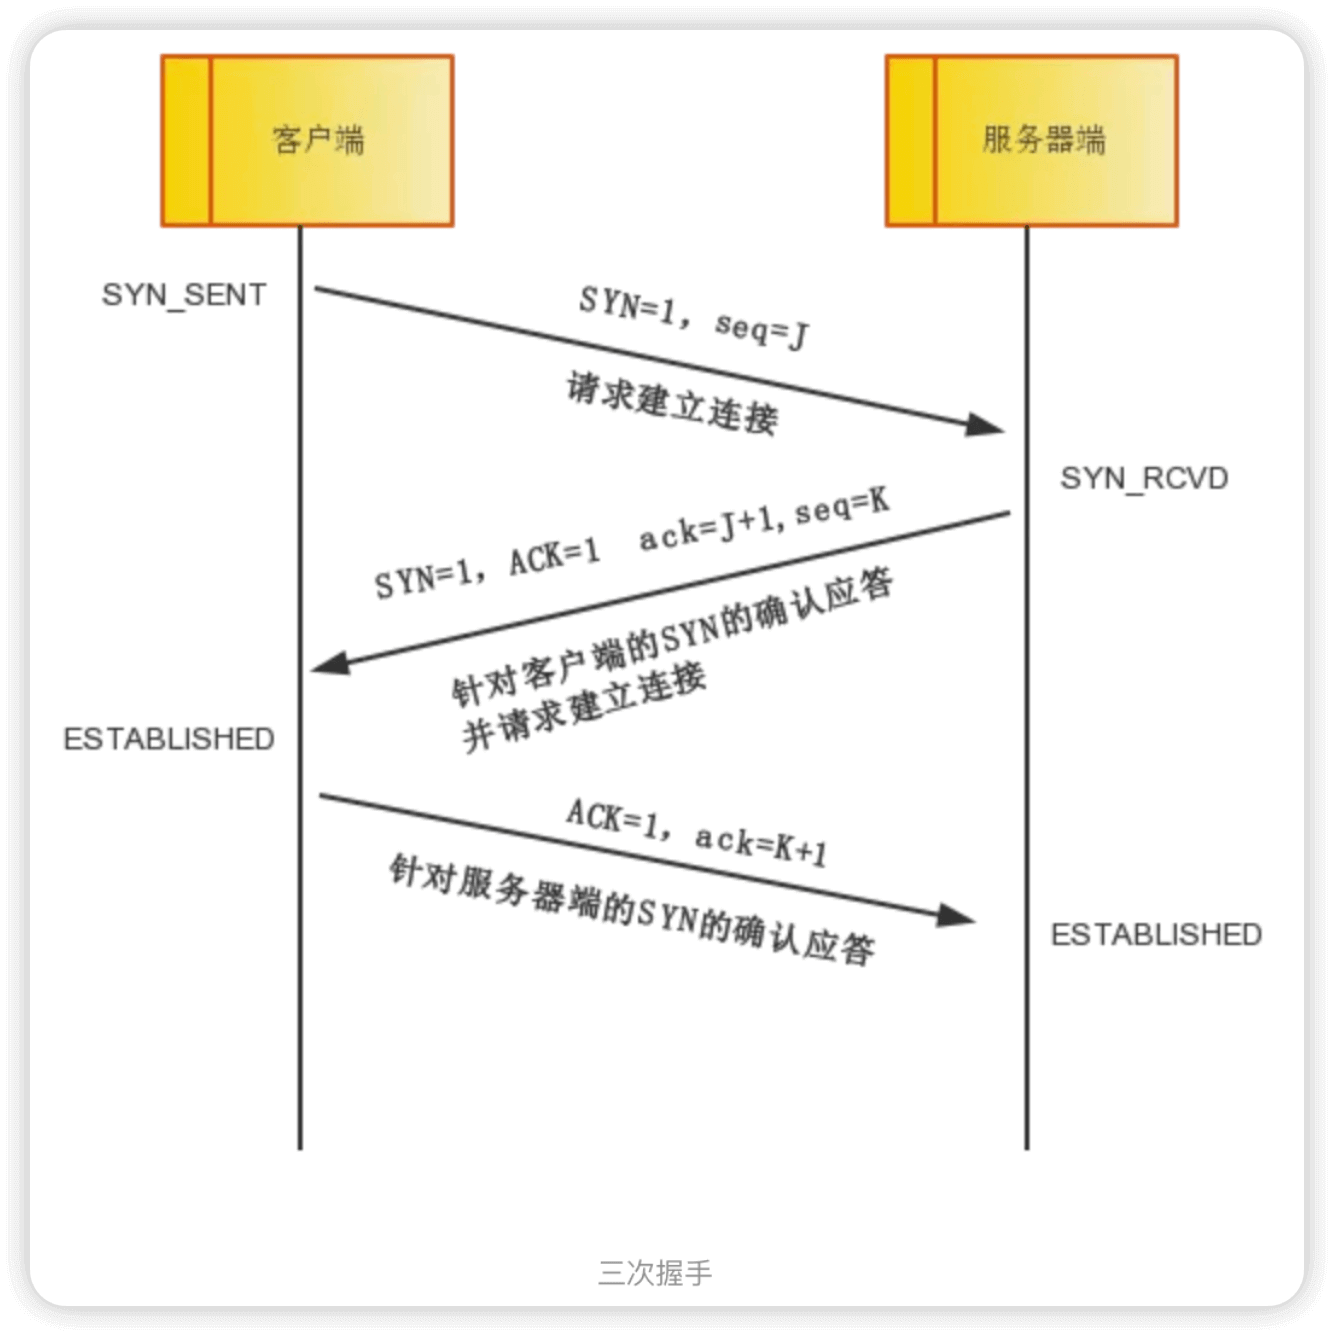 客户端
服务器端
SYN_SENT
SYN=1, seq=J
请求建立连接
SYN_RCVD
SYN=1, ACK=1 ack=J+1,seq=K
针对客户端的SYN的确认应答
并请求建立连接
ESTABLISHED
ACK=1, ack=K+1
针对服务器端的SYN的确认应答
ESTABLISHED
三次握手